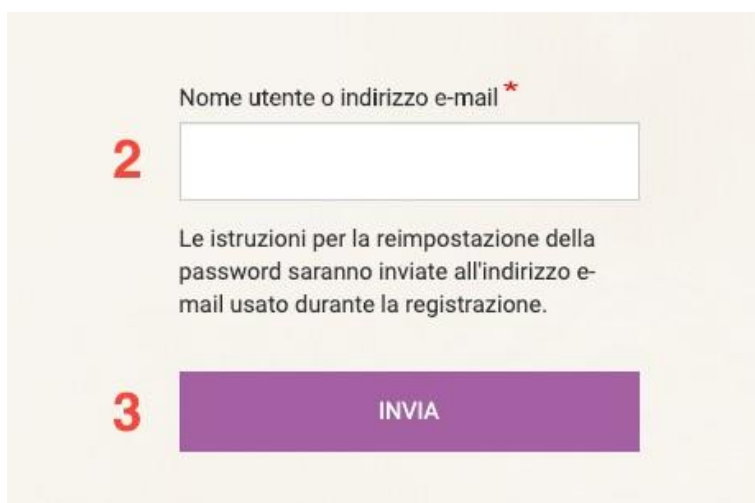 Nome utente o indirizzo e-mail *
2
Le istruzioni per la reimpostazione della
password saranno inviate all'indirizzo e-
mail usato durante la registrazione.
3 INVIA